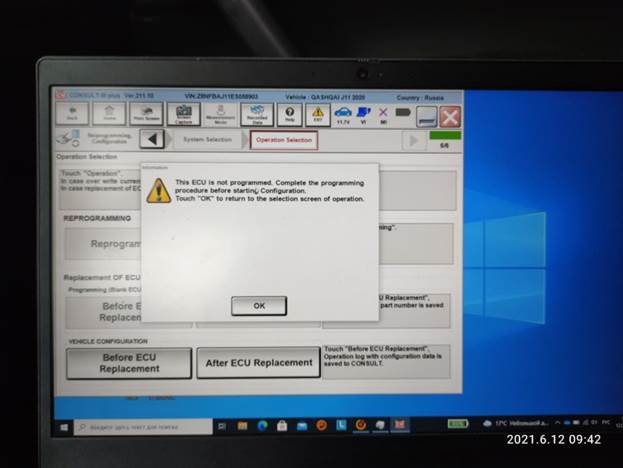 CONSULT-III plus Ver.211.10 VIN:Z8NFBAJ11ES058903 Vehicle : QASHQAI J11 2020 Country : Russia
Back Home Print Screen Screen Capture Measurement Mode Recorded Data Help ERT 11.7V VI MI
Reprogramming, Configuration System Selection Operation Selection 6/6
Operation Selection
Touch "Operation".
In case over write curren
In case replacement of EC
Information
This ECU is not programmed. Complete the programming
procedure before starting Configuration.
Touch "OK" to return to the selection screen of operation.
OK
REPROGRAMMING
Reprogram
ming".
Replacement OF ECU
Programming (Blank ECU
Before E
Replacem
U Replacement",
part number is saved
VEHICLE CONFIGURATION
Before ECU
Replacement
After ECU Replacement
Touch "Before ECU Replacement",
Operation log with configuration data is
saved to CONSULT.
Введите здесь текст для поиска
17°C Небольшой д...
2021.6.12 09:42